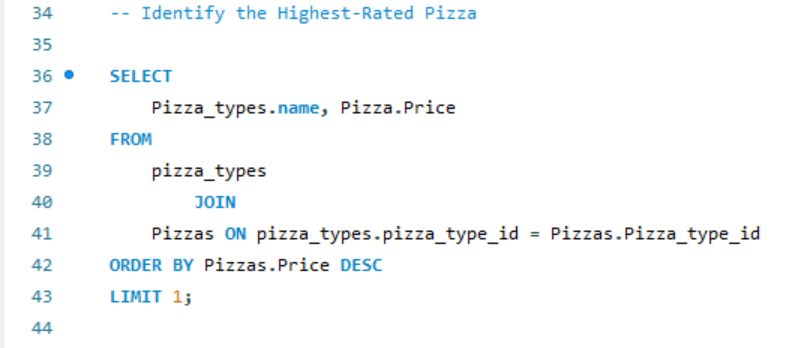 34 -- Identify the Highest-Rated Pizza
35
36 SELECT
37 Pizza_types.name, Pizza.Price
38 FROM
39 pizza_types
40 JOIN
41 Pizzas ON pizza_types.pizza_type_id = Pizzas.Pizza_type_id
42 ORDER BY Pizzas.Price DESC
43 LIMIT 1;
44